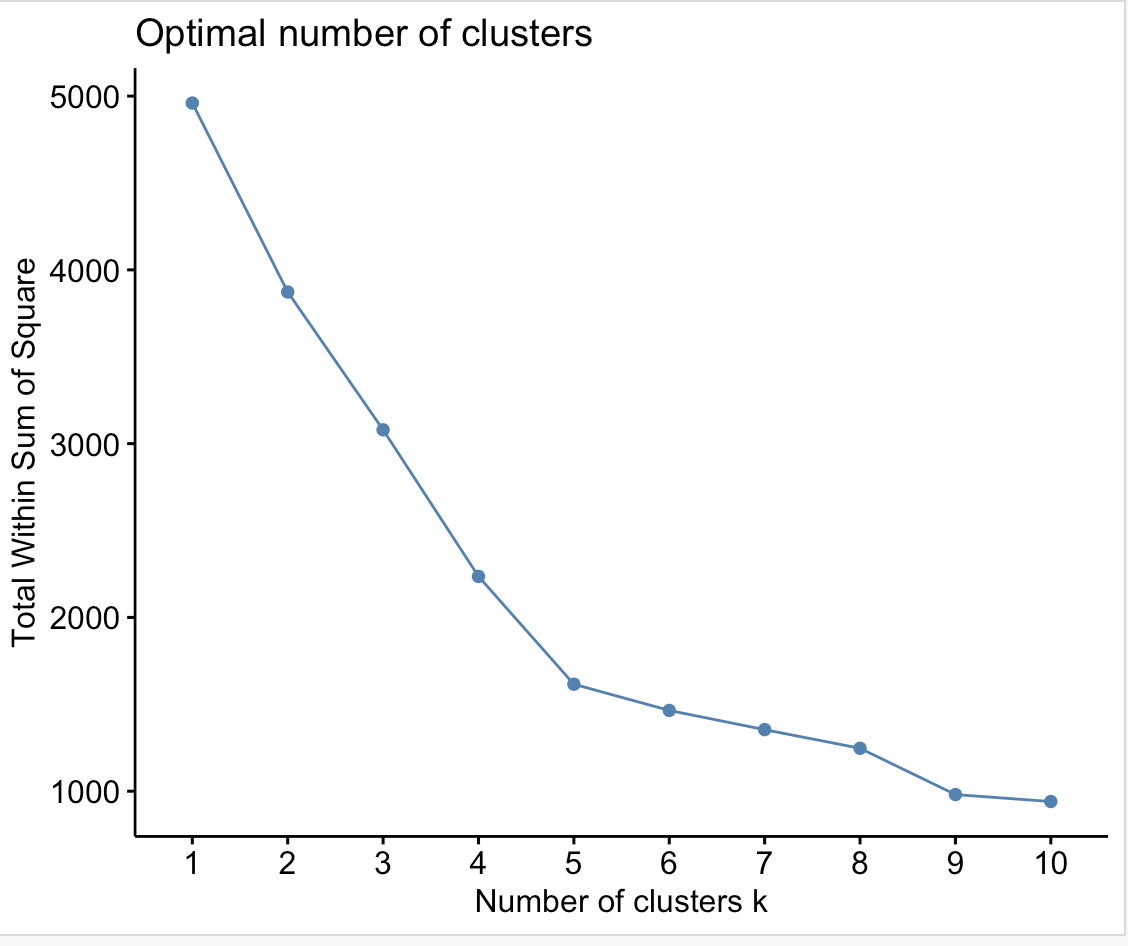 Optimal number of clusters
Total Within Sum of Square
5000
4000
3000
2000
1000
1 2 3 4 5 6 7 8 9 10
Number of clusters k